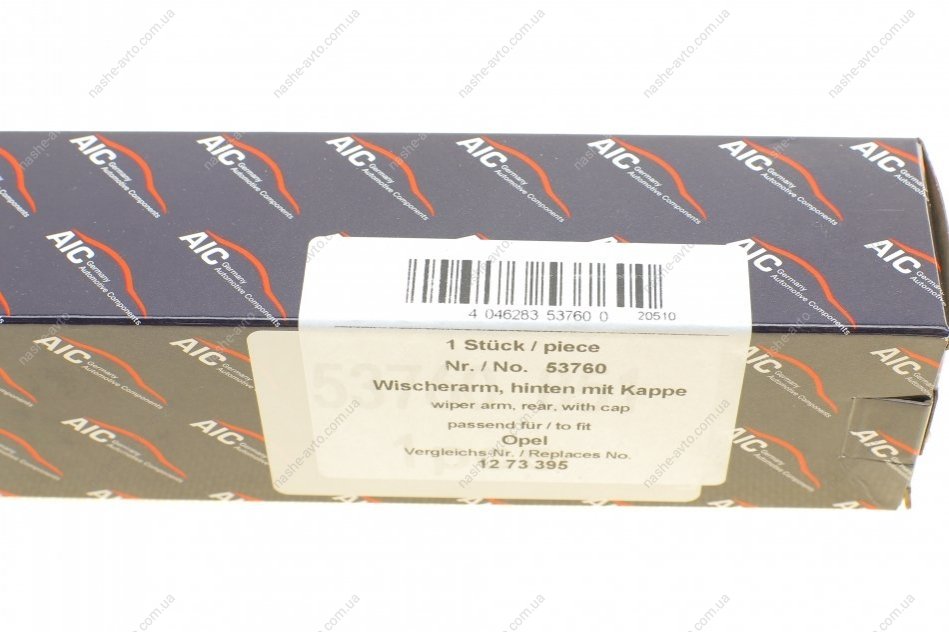 AIC
Germany
Automotive Components
4 046283 53760 0
20510
1 Stück / piece
Nr. / No. 53760
Wischerarm, hinten mit Kappe
wiper arm, rear, with cap
passend für / to fit
Opel
Vergleichs-Nr. / Replaces No.
12 73 395
nashe-avto.com.ua